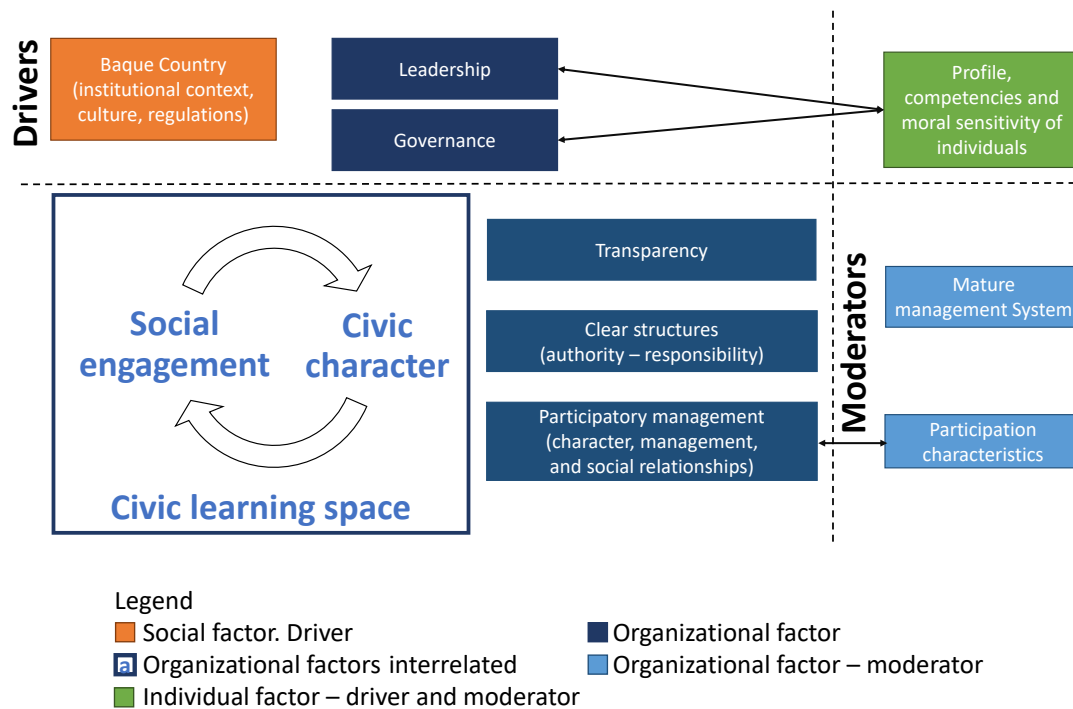 Drivers
Baque Country
(institutional context,
culture, regulations)
Leadership
Governance
Profile,
competencies and
moral sensitivity of
individuals
Social
engagement
Civic
character
Civic learning space
Transparency
Clear structures
(authority – responsibility)
Participatory management
(character, management,
and social relationships)
Moderators
Mature
management System
Participation
characteristics
Legend
Social factor. Driver
Organizational factor
a Organizational factors interrelated
Organizational factor – moderator
Individual factor – driver and moderator